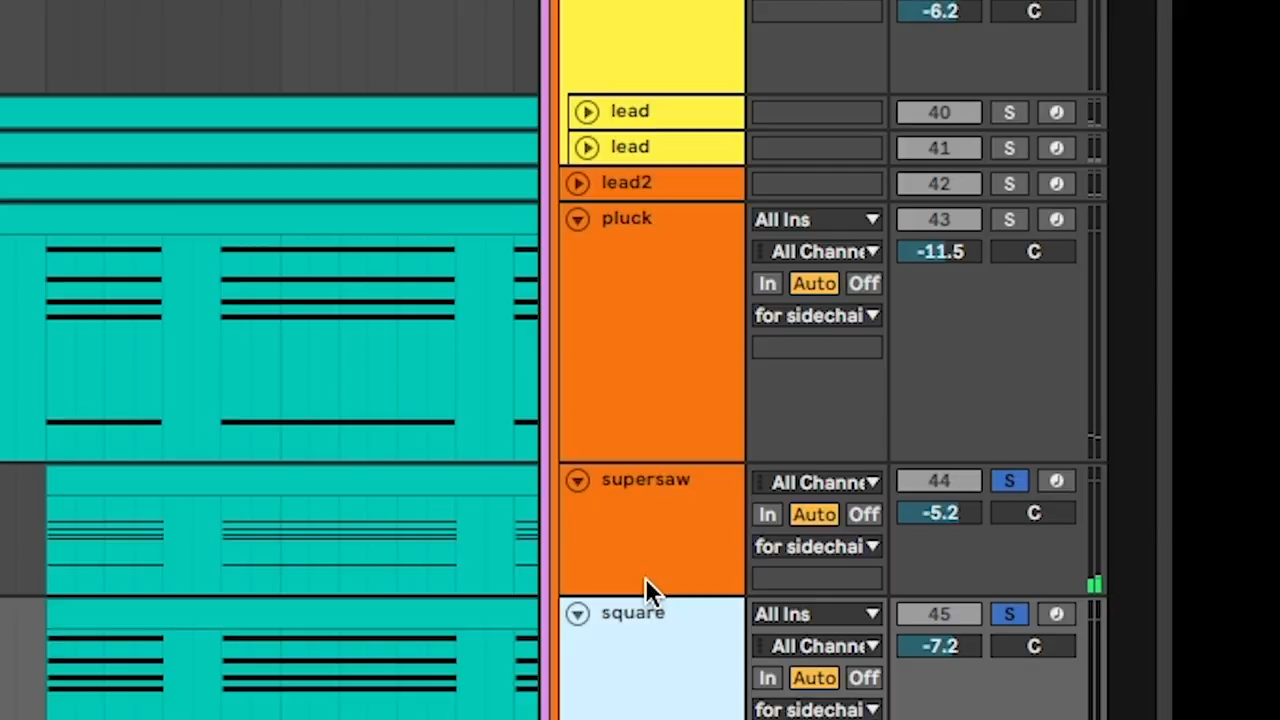 -6.2 C
lead 40 S
lead 41 S
lead2 42 S
pluck All Ins 43 S
All Channe -11.5 C
In Auto Off
for sidechai
supersaw All Channe 44 S
In Auto Off -5.2 C
for sidechai
square All Ins 45 S
All Channe -7.2 C
In Auto Off
for sidechai